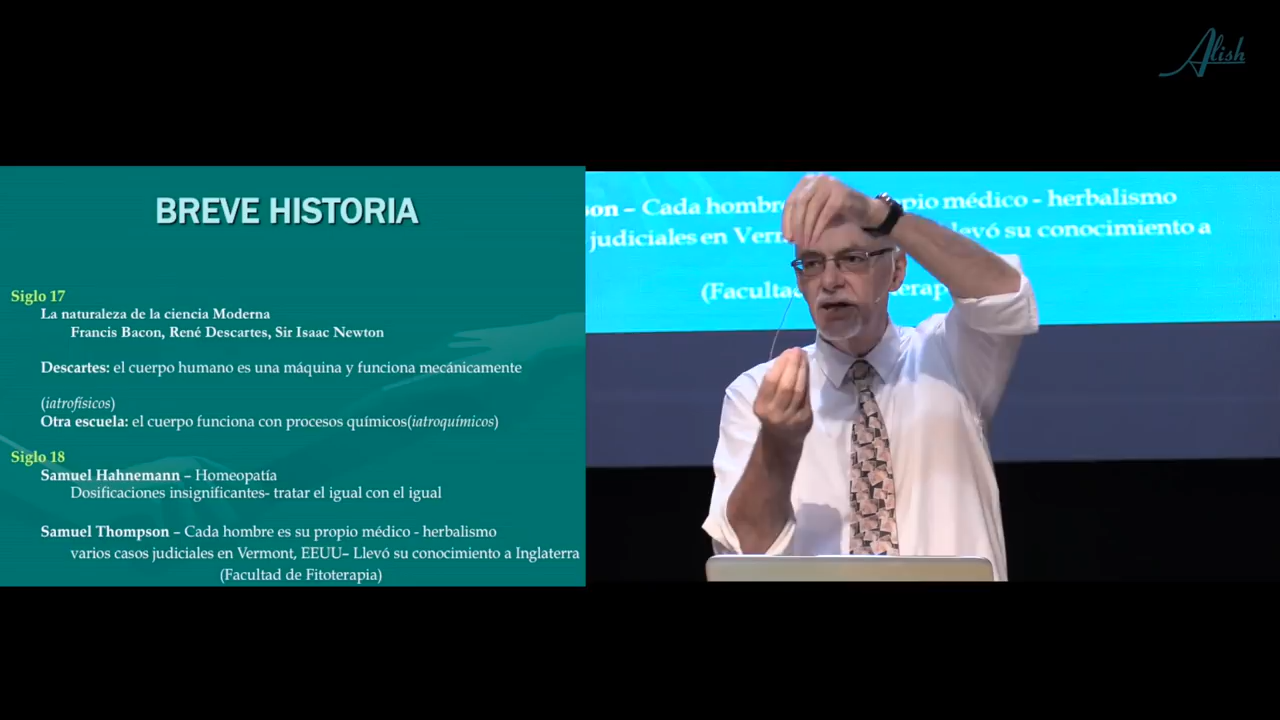 Alish
BREVE HISTORIA
Siglo 17
La naturaleza de la ciencia Moderna
Francis Bacon, René Descartes, Sir Isaac Newton
Descartes: el cuerpo humano es una máquina y funciona mecánicamente
(iatrofísicos)
Otra escuela: el cuerpo funciona con procesos químicos(iatroquímicos)
Siglo 18
Samuel Hahnemann – Homeopatía
Dosificaciones insignificantes- tratar el igual con el igual
Samuel Thompson – Cada hombre es su propio médico - herbalismo
varios casos judiciales en Vermont, EEUU– Llevó su conocimiento a Inglaterra
(Facultad de Fitoterapia)
son – Cada hombre opio médico - herbalismo
judiciales en Ver levó su conocimiento a
(Faculta erap